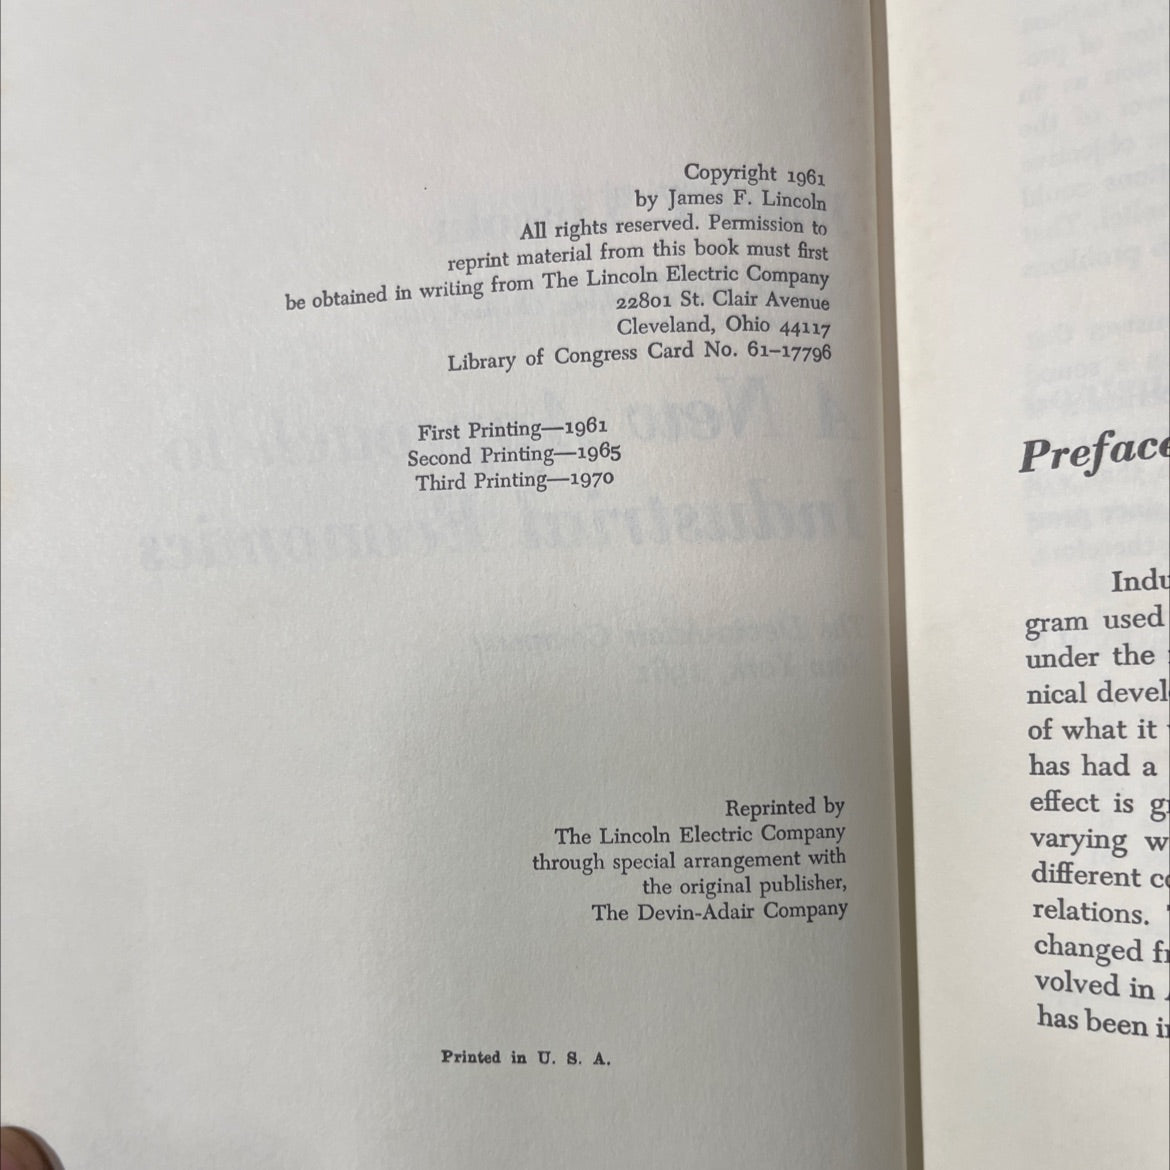 Copyright 1961
by James F. Lincoln
All rights reserved. Permission to
reprint material from this book must first
be obtained in writing from The Lincoln Electric Company
22801 St. Clair Avenue
Cleveland, Ohio 44117
Library of Congress Card No. 61–17796
First Printing—1961
Second Printing—1965
Third Printing—1970
Reprinted by
The Lincoln Electric Company
through special arrangement with
the original publisher,
The Devin-Adair Company
Printed in U. S. A.
Preface
Indu
gram used
under the
nical devel
of what it
has had a
effect is
varying w
different
relations.
changed
volved in
has been